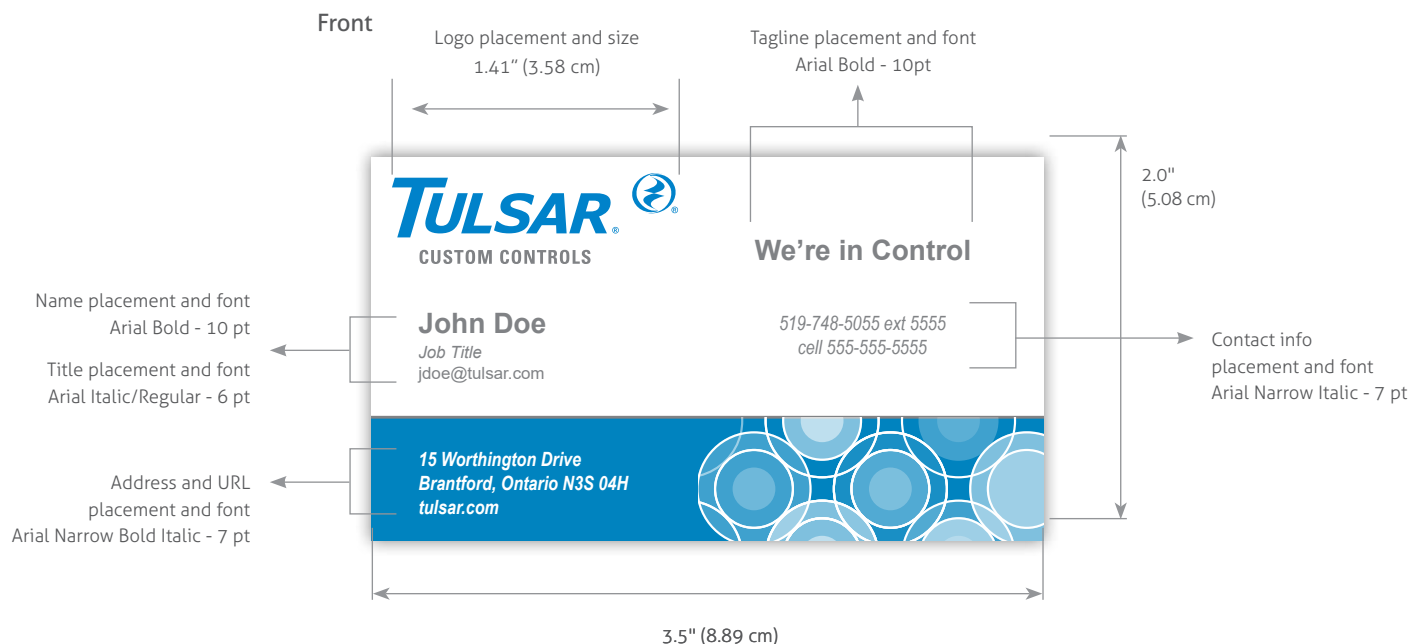 Front
Logo placement and size
1.41” (3.58 cm)
Tagline placement and font
Arial Bold - 10pt
2.0"
(5.08 cm)
TULSAR®
®
CUSTOM CONTROLS
We’re in Control
Name placement and font
Arial Bold - 10 pt
Title placement and font
Arial Italic/Regular - 6 pt
John Doe
Job Title
jdoe@tulsar.com
519-748-5055 ext 5555
cell 555-555-5555
Contact info
placement and font
Arial Narrow Italic - 7 pt
Address and URL
placement and font
Arial Narrow Bold Italic - 7 pt
15 Worthington Drive
Brantford, Ontario N3S 04H
tulsar.com
3.5" (8.89 cm)